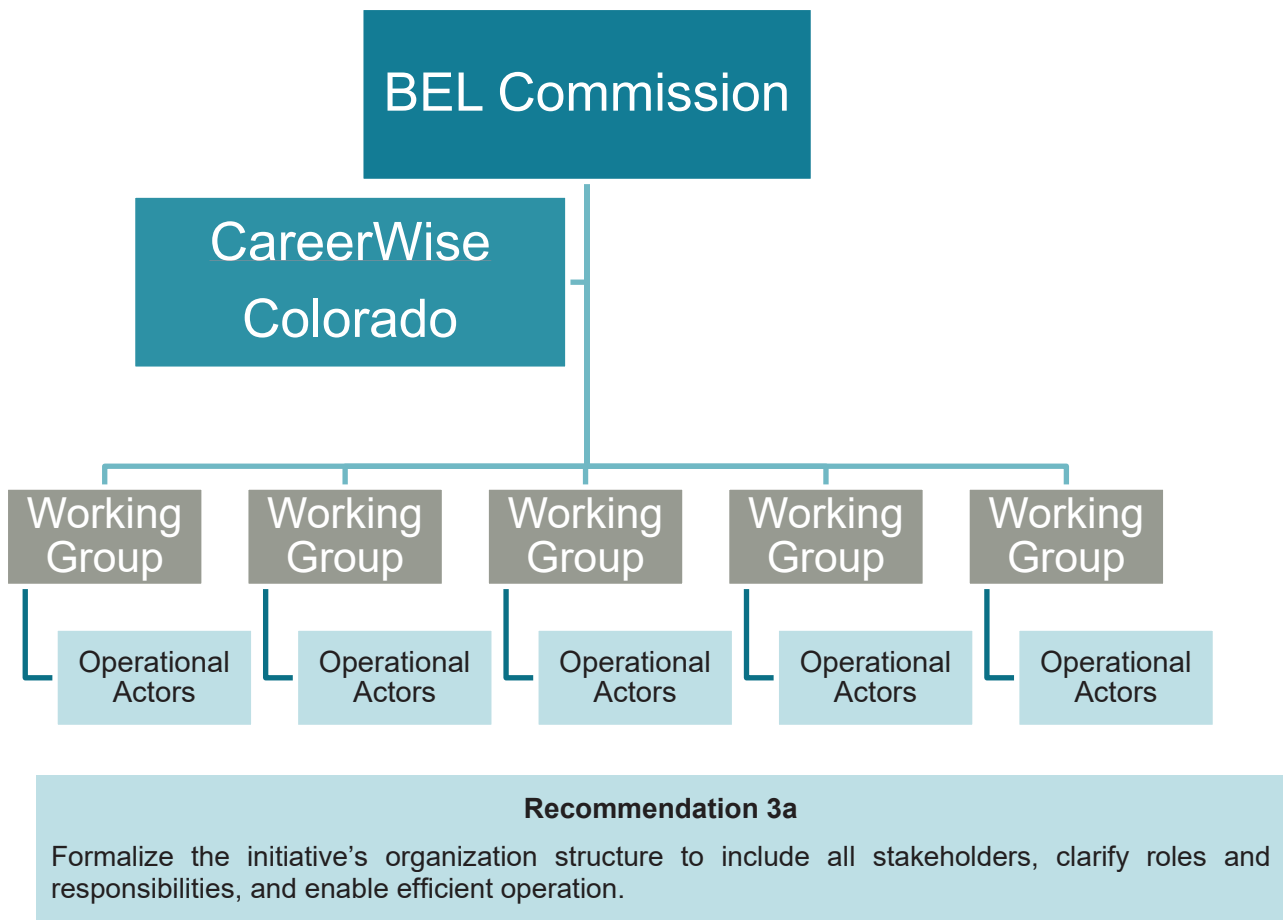 BEL Commission
CareerWise
Colorado
Working
Group
Working
Group
Working
Group
Working
Group
Working
Group
Operational
Actors
Operational
Actors
Operational
Actors
Operational
Actors
Operational
Actors
Recommendation 3a
Formalize the initiative’s organization structure to include all stakeholders, clarify roles and
responsibilities, and enable efficient operation.